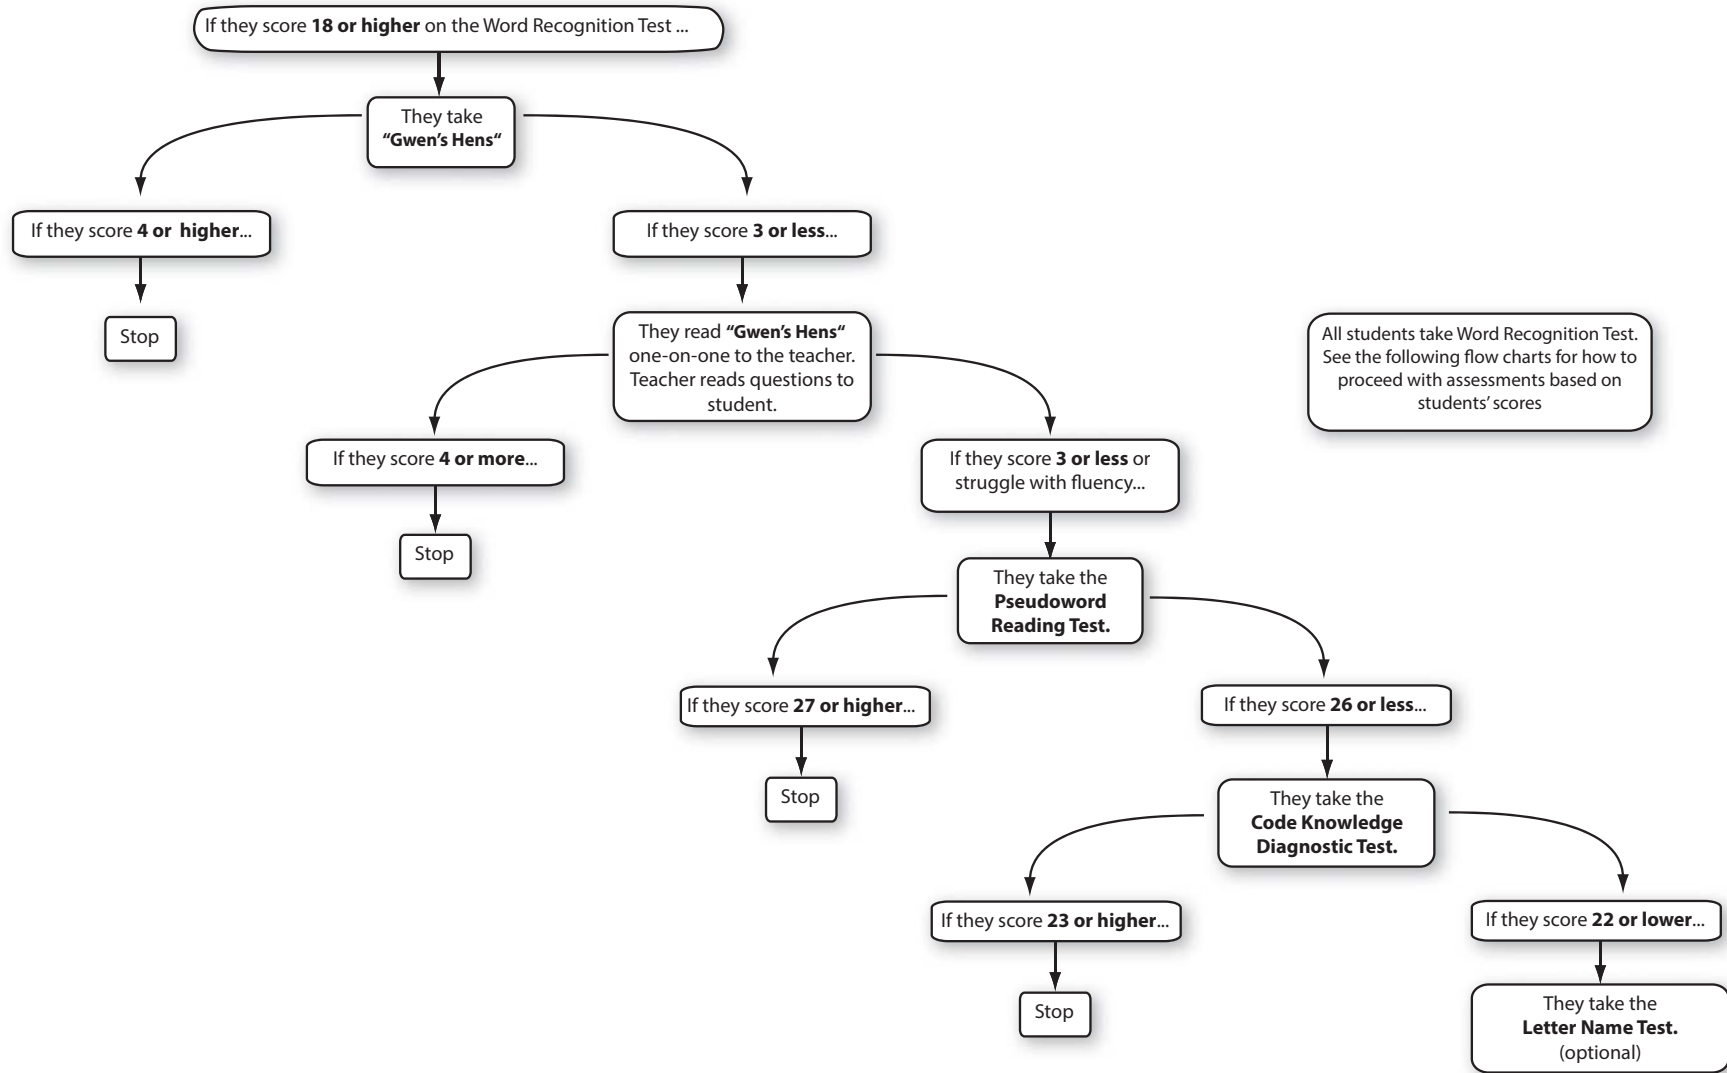 If they score 18 or higher on the Word Recognition Test ...
They take
“Gwen’s Hens“
If they score 4 or  higher...
If they score 3 or less...
Stop
They read “Gwen’s Hens“
one-on-one to the teacher.
Teacher reads questions to
student.
All students take Word Recognition Test.
See the following flow charts for how to
proceed with assessments based on
students’ scores
If they score 4 or more...
If they score 3 or less or
struggle with fluency...
Stop
They take the
Pseudoword
Reading Test.
If they score 27 or higher...
If they score 26 or less...
Stop
They take the
Code Knowledge
Diagnostic Test.
If they score 23 or higher...
If they score 22 or lower...
Stop
They take the
Letter Name Test.
(optional)